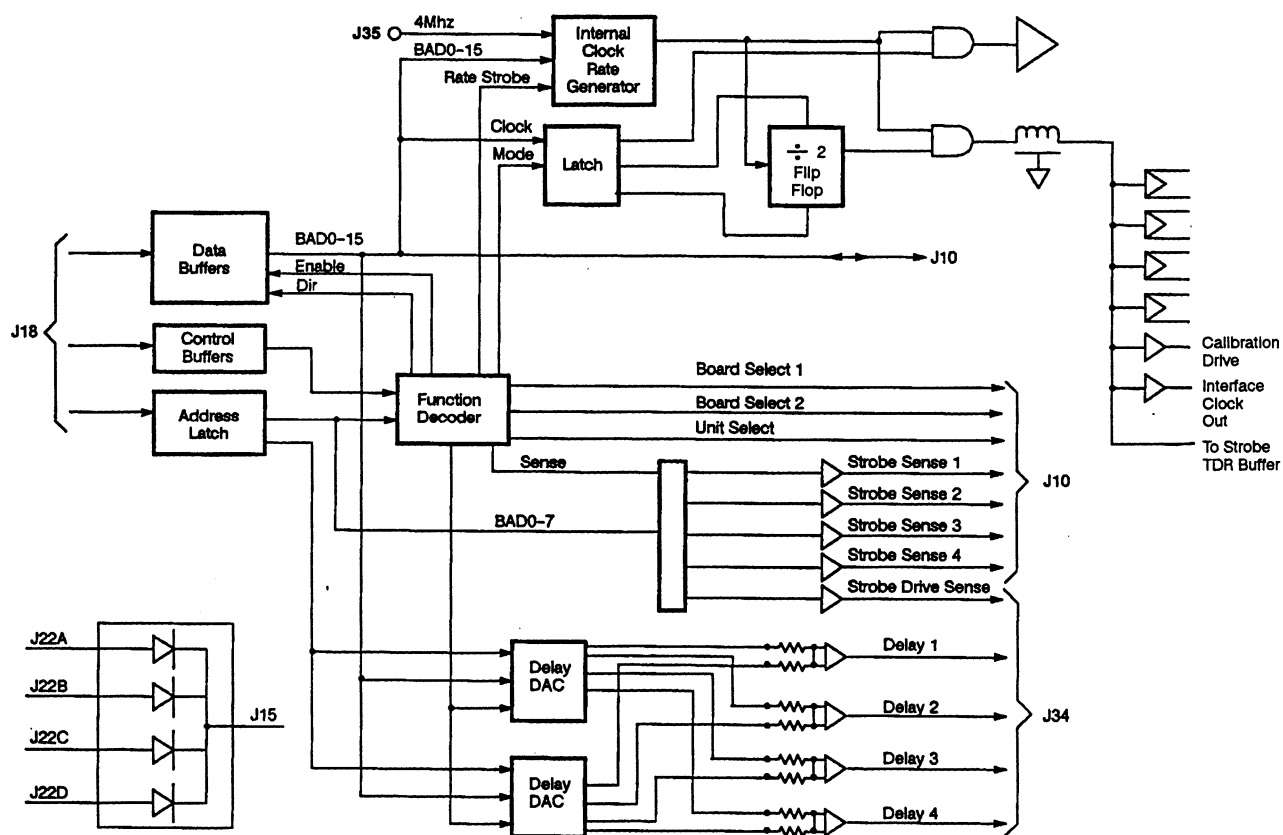 J35
4Mhz
BAD0-15
Rate Strobe
Internal
Clock
Rate
Generator
Clock
Mode
Latch
÷ 2
Flip
Flop
J18
Data
Buffers
BAD0-15
Enable
Dir
J10
Control
Buffers
Address
Latch
Function
Decoder
Board Select 1
Board Select 2
Unit Select
Calibration
Drive
Interface
Clock
Out
To Strobe
TDR Buffer
Sense
BAD0-7
Strobe Sense 1
Strobe Sense 2
Strobe Sense 3
Strobe Sense 4
Strobe Drive Sense
J10
J22A
J22B
J22C
J22D
J15
Delay
DAC
Delay
DAC
Delay 1
Delay 2
Delay 3
Delay 4
J34